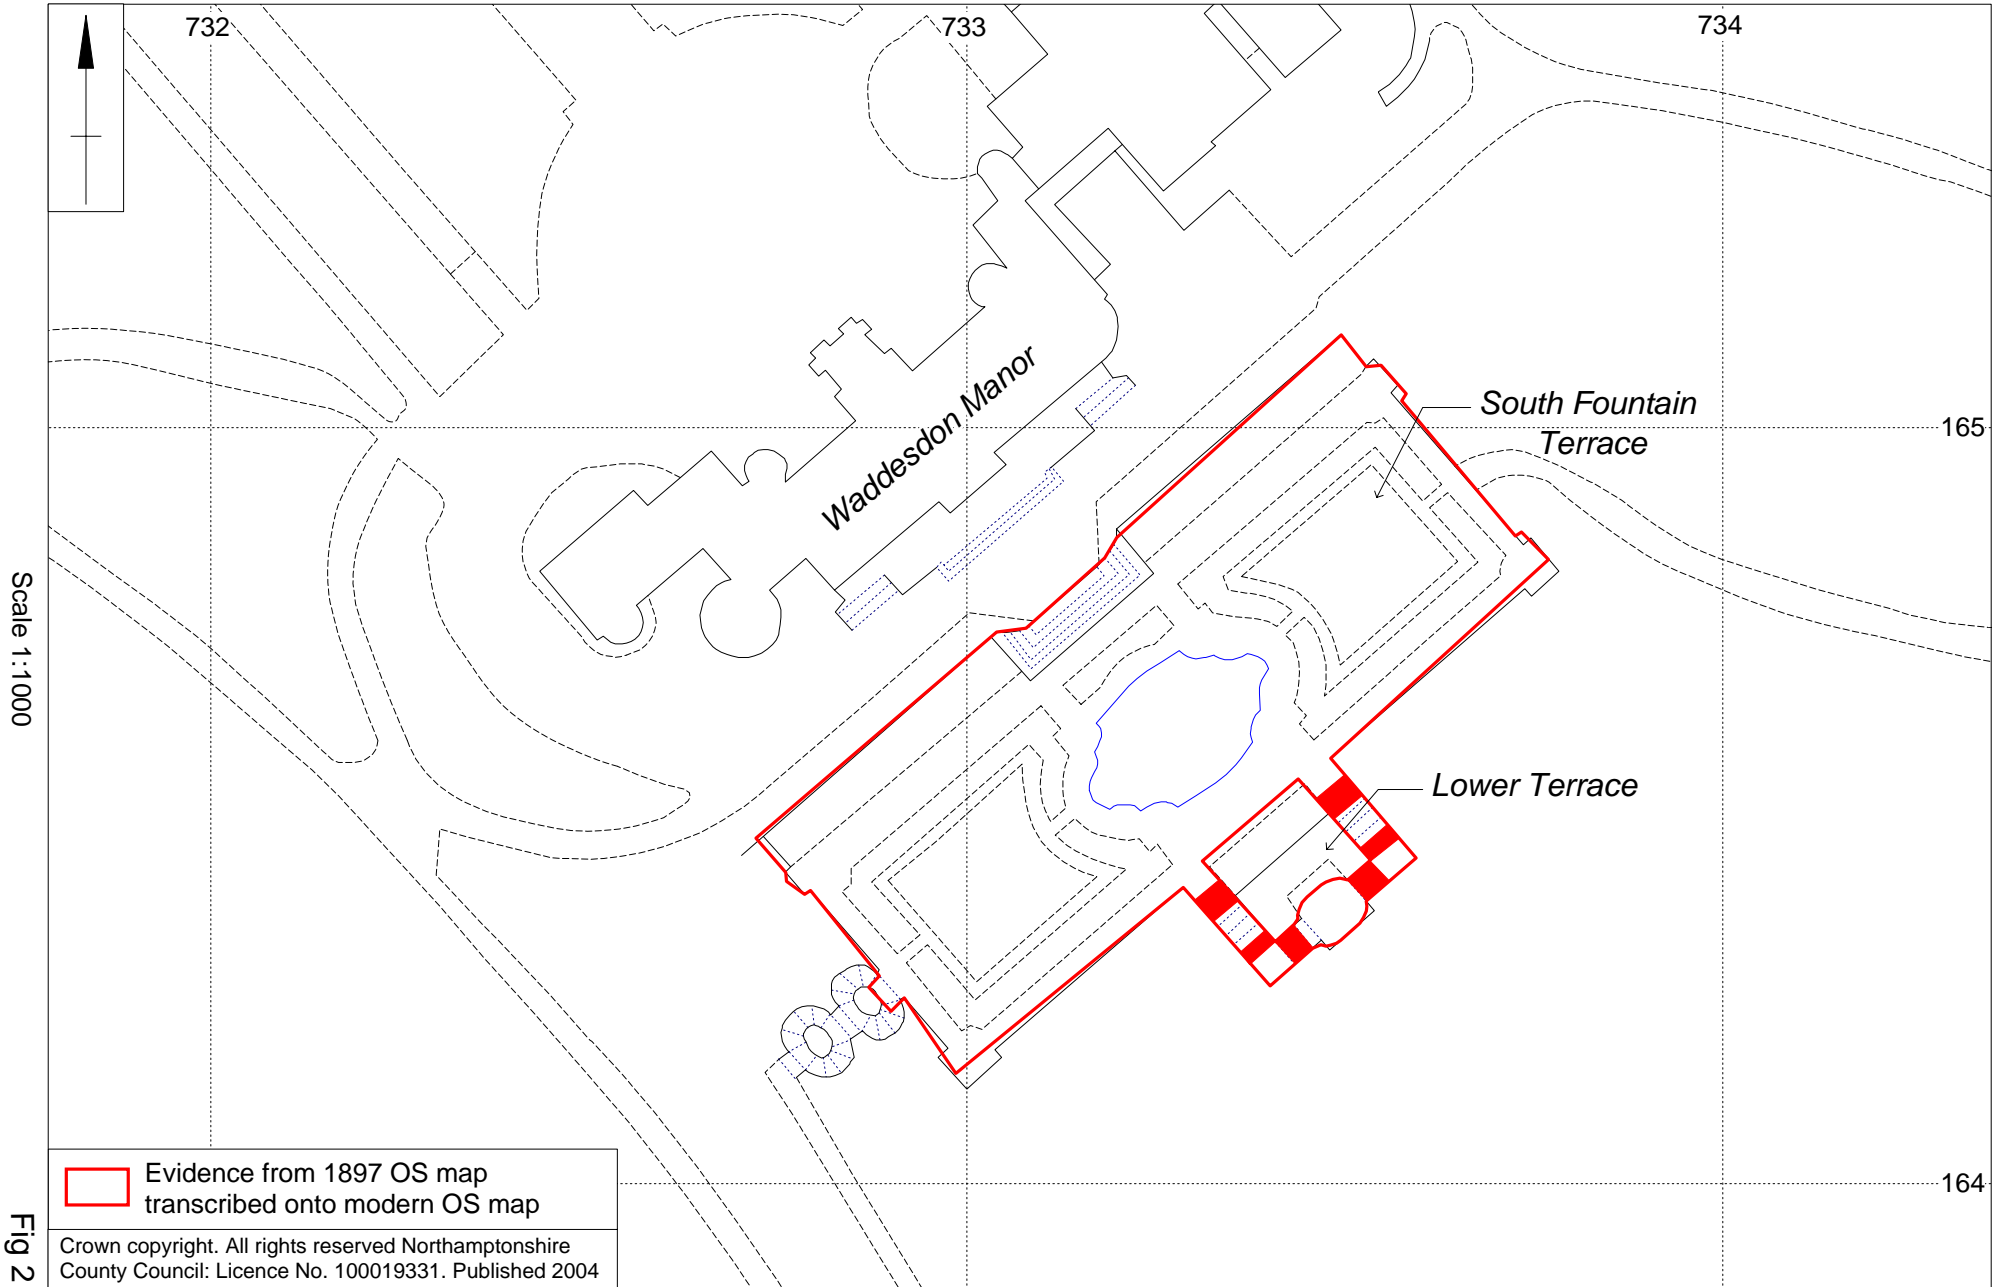 732
733
734
South Fountain
Terrace
165
Waddesdon Manor
Scale 1:1000
Lower Terrace
164
Evidence from 1897 OS map
transcribed onto modern OS map
Crown copyright. All rights reserved Northamptonshire
County Council: Licence No. 100019331. Published 2004
Fig 2